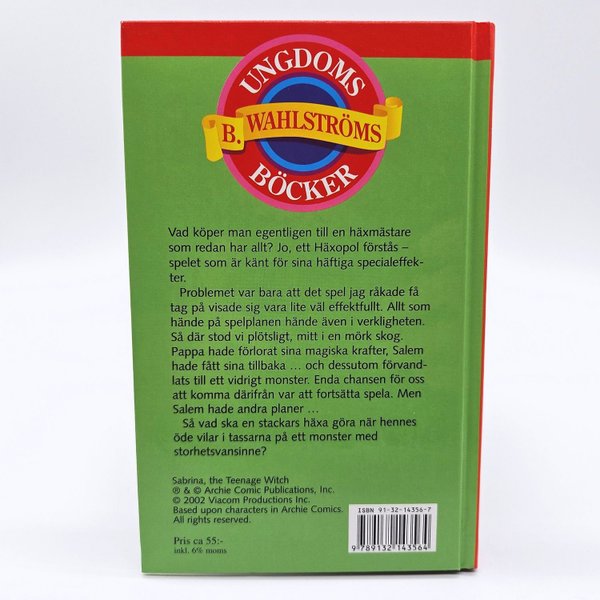 UNGDOMS
B. WAHLSTRÖMS
BÖCKER
Vad köper man egentligen till en häxmästare
som redan har allt? Jo, ett Häxopol förstås –
spelet som är känt för sina häftiga specialeffek-
ter.
Problemet var bara att det spel jag råkade få
tag på visade sig vara lite väl effektfullt. Allt som
hände på spelplanen hände även i verkligheten.
Så där stod vi plötsligt, mitt i en mörk skog.
Pappa hade förlorat sina magiska krafter, Salem
hade fått sina tillbaka … och dessutom förvand-
lats till ett vidrigt monster. Enda chansen för oss
att komma därifrån var att fortsätta spela. Men
Salem hade andra planer …
Så vad ska en stackars häxa göra när hennes
öde vilar i tassarna på ett monster med
storhetsvansinne?
Sabrina, the Teenage Witch
® & © Archie Comic Publications, Inc.
© 2002 Viacom Productions Inc.
Based upon characters in Archie Comics.
All rights reserved.
Pris ca 55:-
inkl. 6% moms
ISBN 91-32-14356-7
9 789132 143564